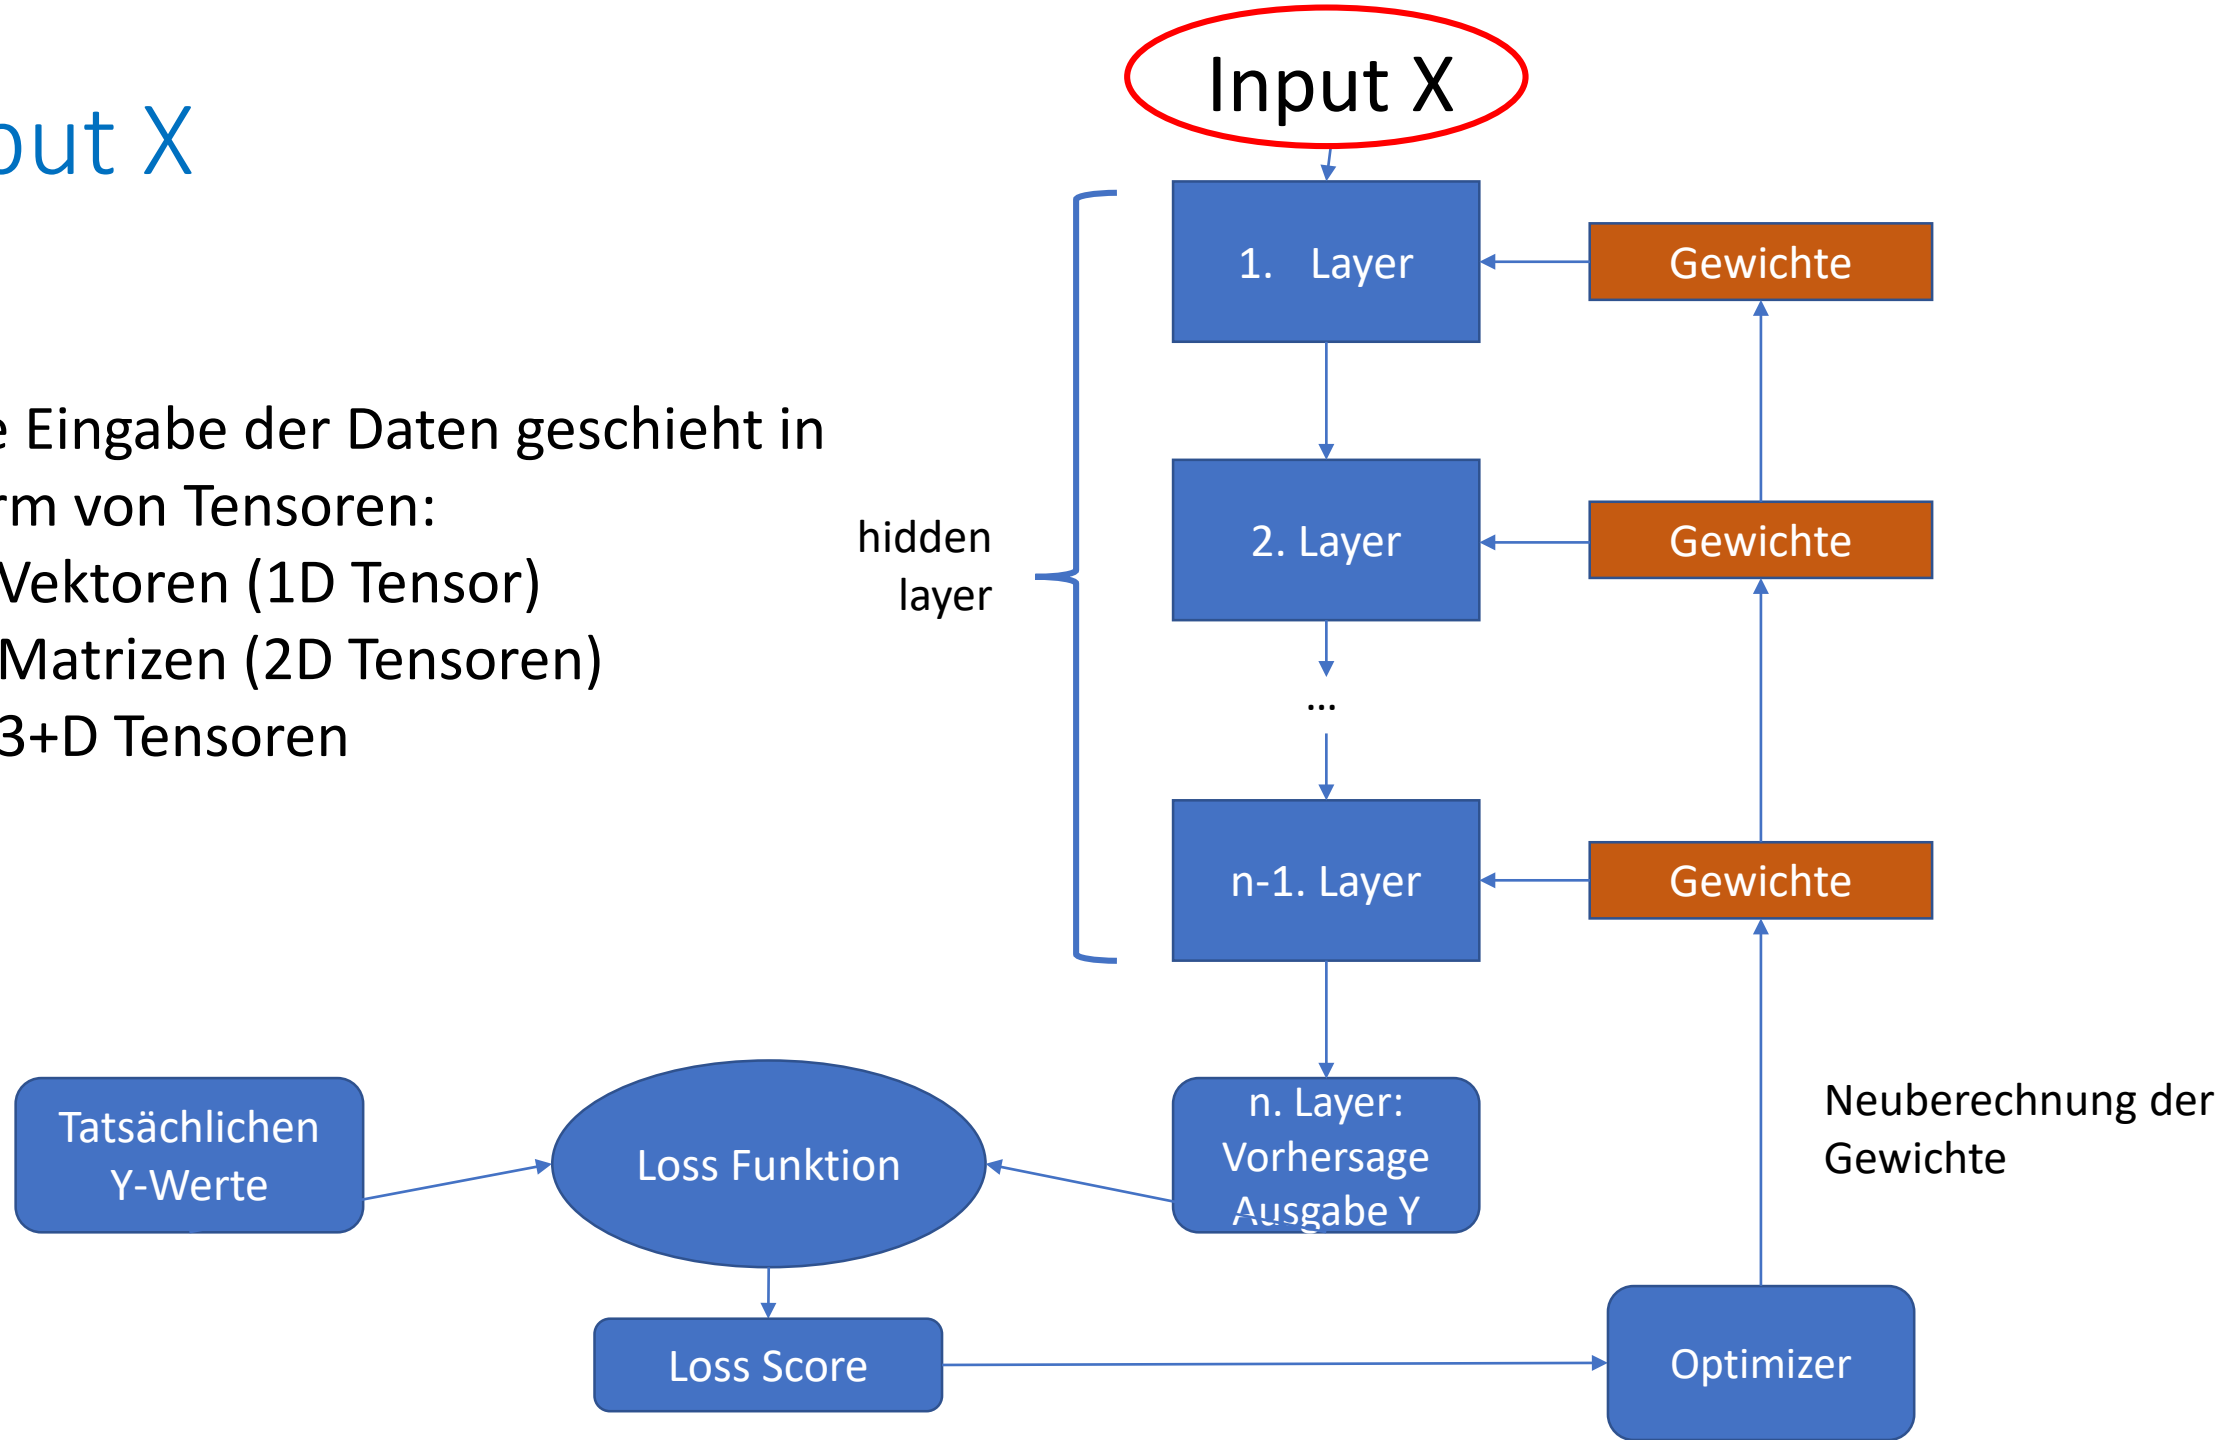 put X
e Eingabe der Daten geschieht in
rm von Tensoren:
Vektoren (1D Tensor)
Matrizen (2D Tensoren)
3+D Tensoren
Input X
hidden
layer
1. Layer
Gewichte
2. Layer
Gewichte
...
n-1. Layer
Gewichte
Tatsächlichen
Y-Werte
Loss Funktion
n. Layer:
Vorhersage
Ausgabe Y
Neuberechnung der
Gewichte
Loss Score
Optimizer